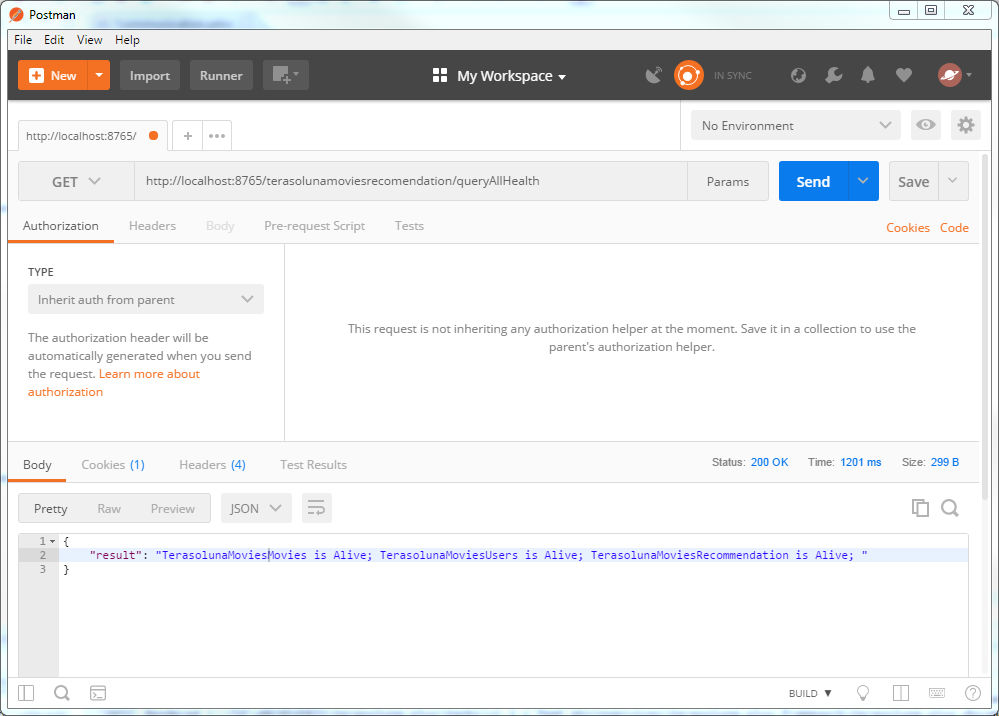 Postman
File Edit View Help
New Import Runner My Workspace IN SYNC
http://localhost:8765/ No Environment
GET http://localhost:8765/terasolunamoviesrecomendation/queryAllHealth Params Send Save
Authorization Headers Body Pre-request Script Tests Cookies Code
TYPE
Inherit auth from parent
The authorization header will be
automatically generated when you send
the request. Learn more about
authorization
This request is not inheriting any authorization helper at the moment. Save it in a collection to use the
parent's authorization helper.
Body Cookies (1) Headers (4) Test Results Status: 200 OK Time: 1201 ms Size: 299 B
Pretty Raw Preview JSON
1 {
2 "result": "TerasolunaMoviesMovies is Alive; TerasolunaMoviesUsers is Alive; TerasolunaMoviesRecommendation is Alive; "
3 }
BUILD